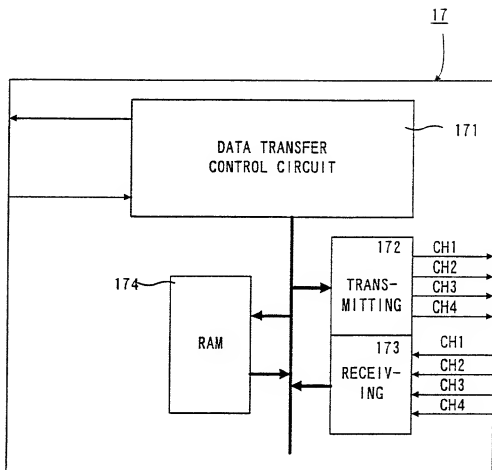 17
171
DATA TRANSFER
CONTROL CIRCUIT
172
TRANS-
MITTING
CH1
CH2
CH3
CH4
174
RAM
173
RECEIV-
ING
CH1
CH2
CH3
CH4